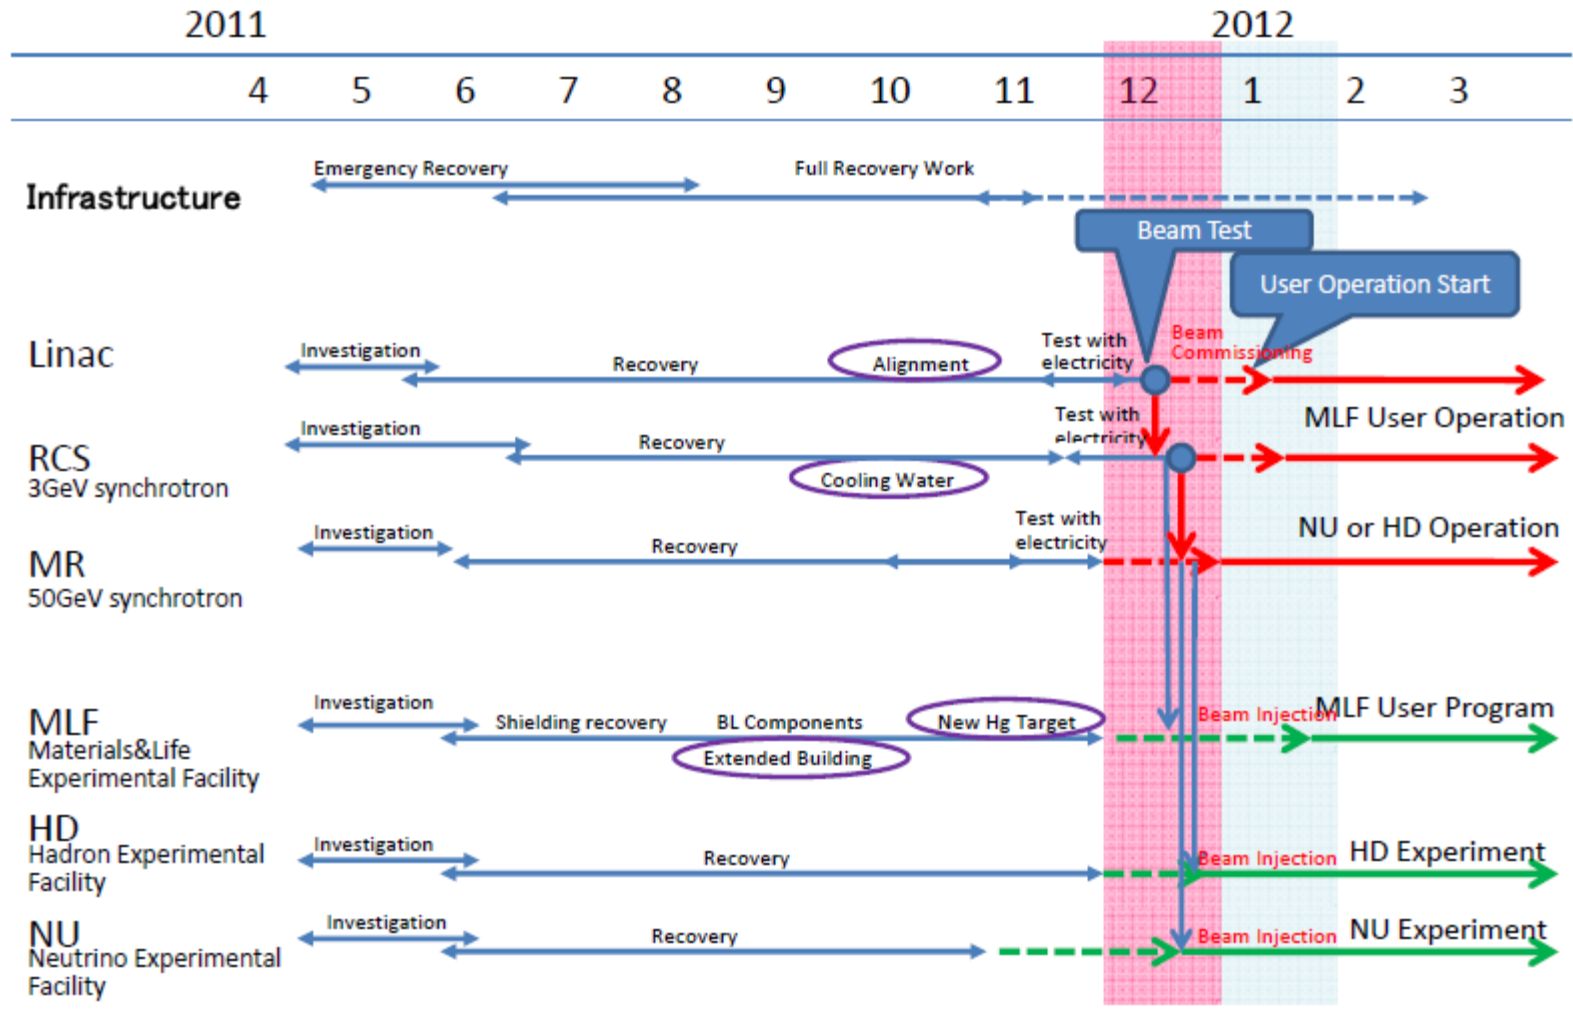 2011 2012
4 5 6 7 8 9 10 11 12 1 2 3
Infrastructure
Emergency Recovery
Full Recovery Work
Beam Test
User Operation Start
Linac
Investigation
Recovery
Alignment
Test with
electricity
Beam
Commissioning
MLF User Operation
RCS
3GeV synchrotron
Investigation
Recovery
Cooling Water
Test with
electricity
MR
50GeV synchrotron
Investigation
Recovery
Test with
electricity
NU or HD Operation
MLF
Materials&Life
Experimental Facility
Investigation
Shielding recovery
BL Components
New Hg Target
Extended Building
Beam Injection
MLF User Program
HD
Hadron Experimental
Facility
Investigation
Recovery
Beam Injection
HD Experiment
NU
Neutrino Experimental
Facility
Investigation
Recovery
Beam Injection
NU Experiment